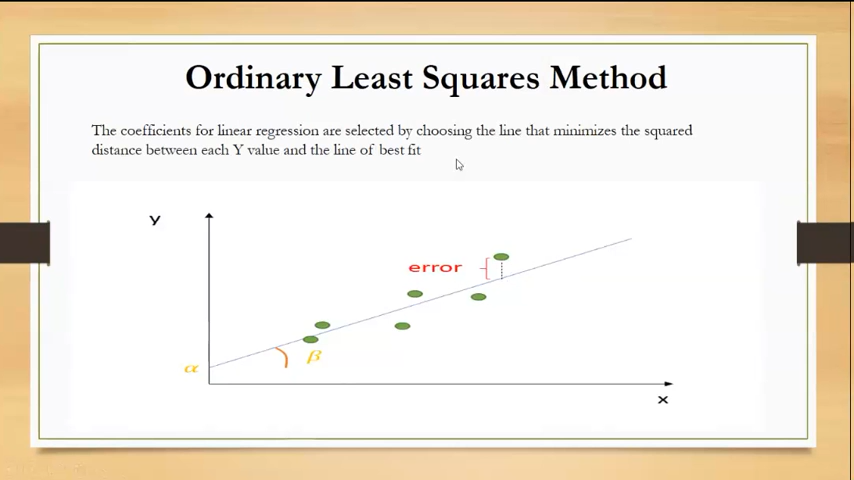 Ordinary Least Squares Method
The coefficients for linear regression are selected by choosing the line that minimizes the squared
distance between each Y value and the line of best fit
Y
error
β
α
X